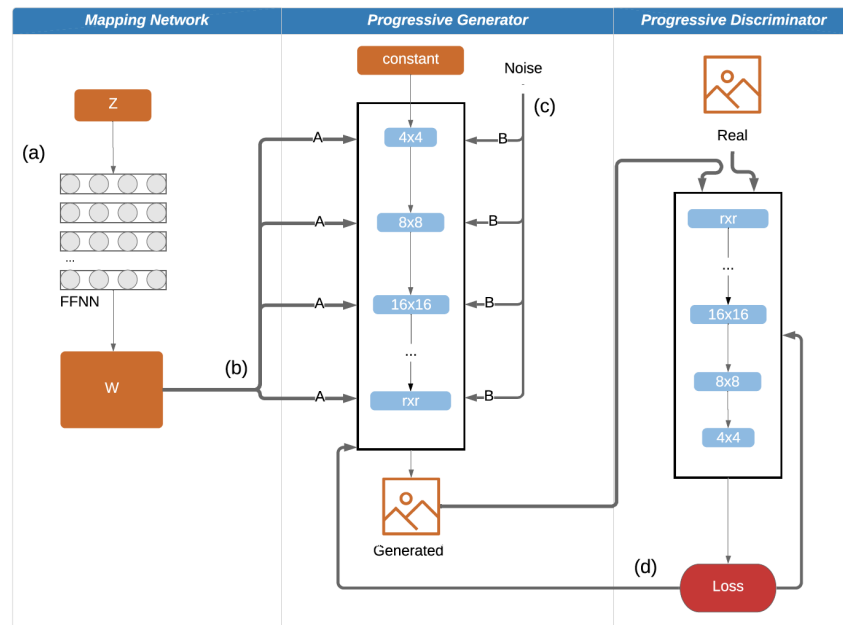 Mapping Network
Progressive Generator
Progressive Discriminator
Z
(a)
...
FFNN
W
(b)
constant
Noise
(c)
A
4x4
B
A
8x8
B
A
16x16
B
...
A
rxr
B
Generated
Real
rxr
...
16x16
8x8
4x4
(d)
Loss